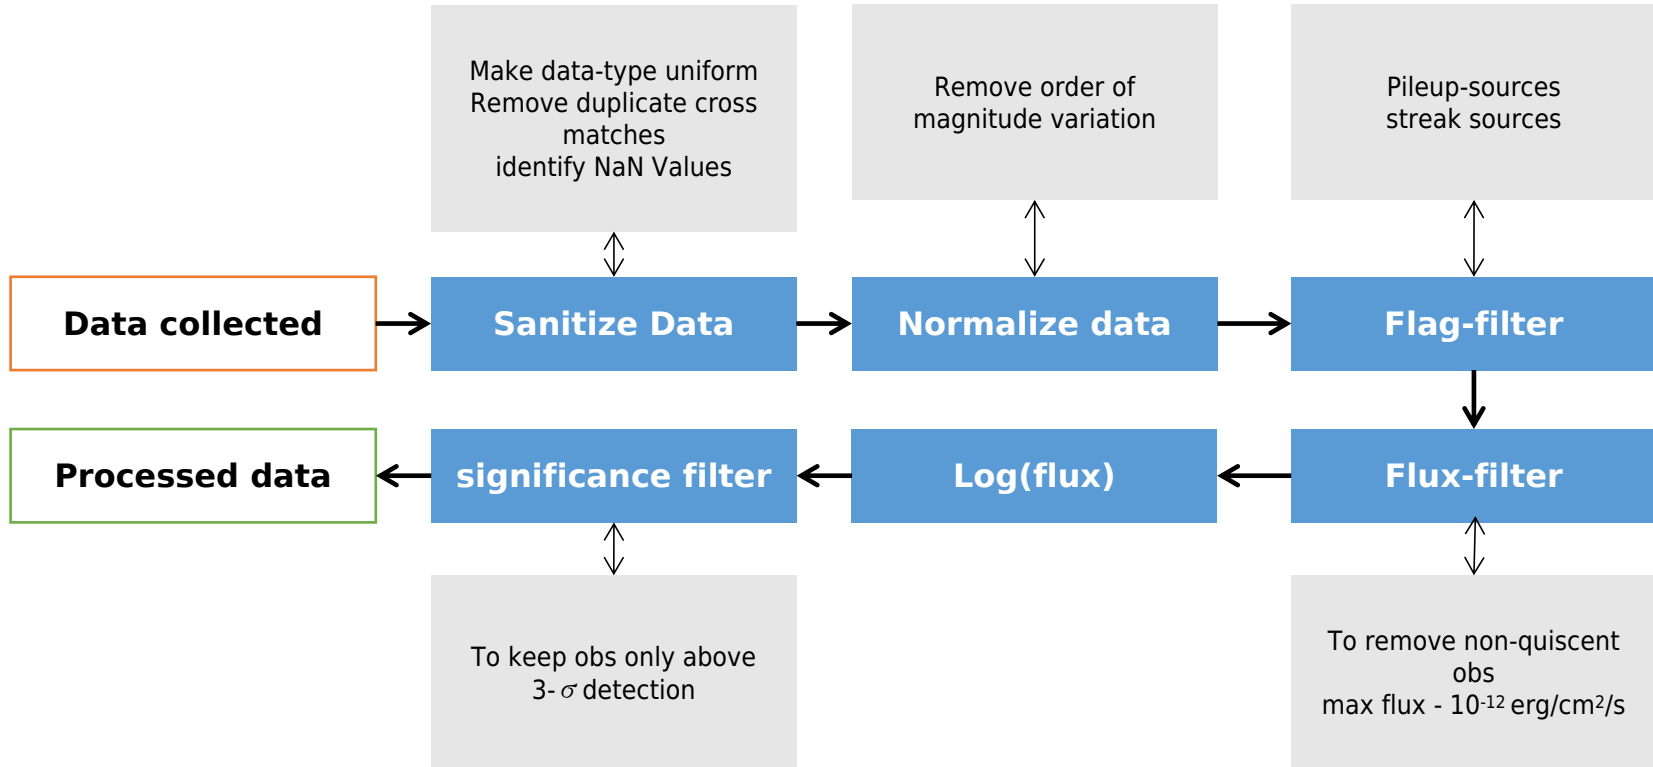 Make data-type uniform
Remove duplicate cross
matches
identify NaN Values
Remove order of
magnitude variation
Pileup-sources
streak sources
Data collected
Sanitize Data
Normalize data
Flag-filter
Processed data
significance filter
Log(flux)
Flux-filter
To keep obs only above
3-σ detection
To remove non-quiscent
obs
max flux - 10⁻¹² erg/cm²/s